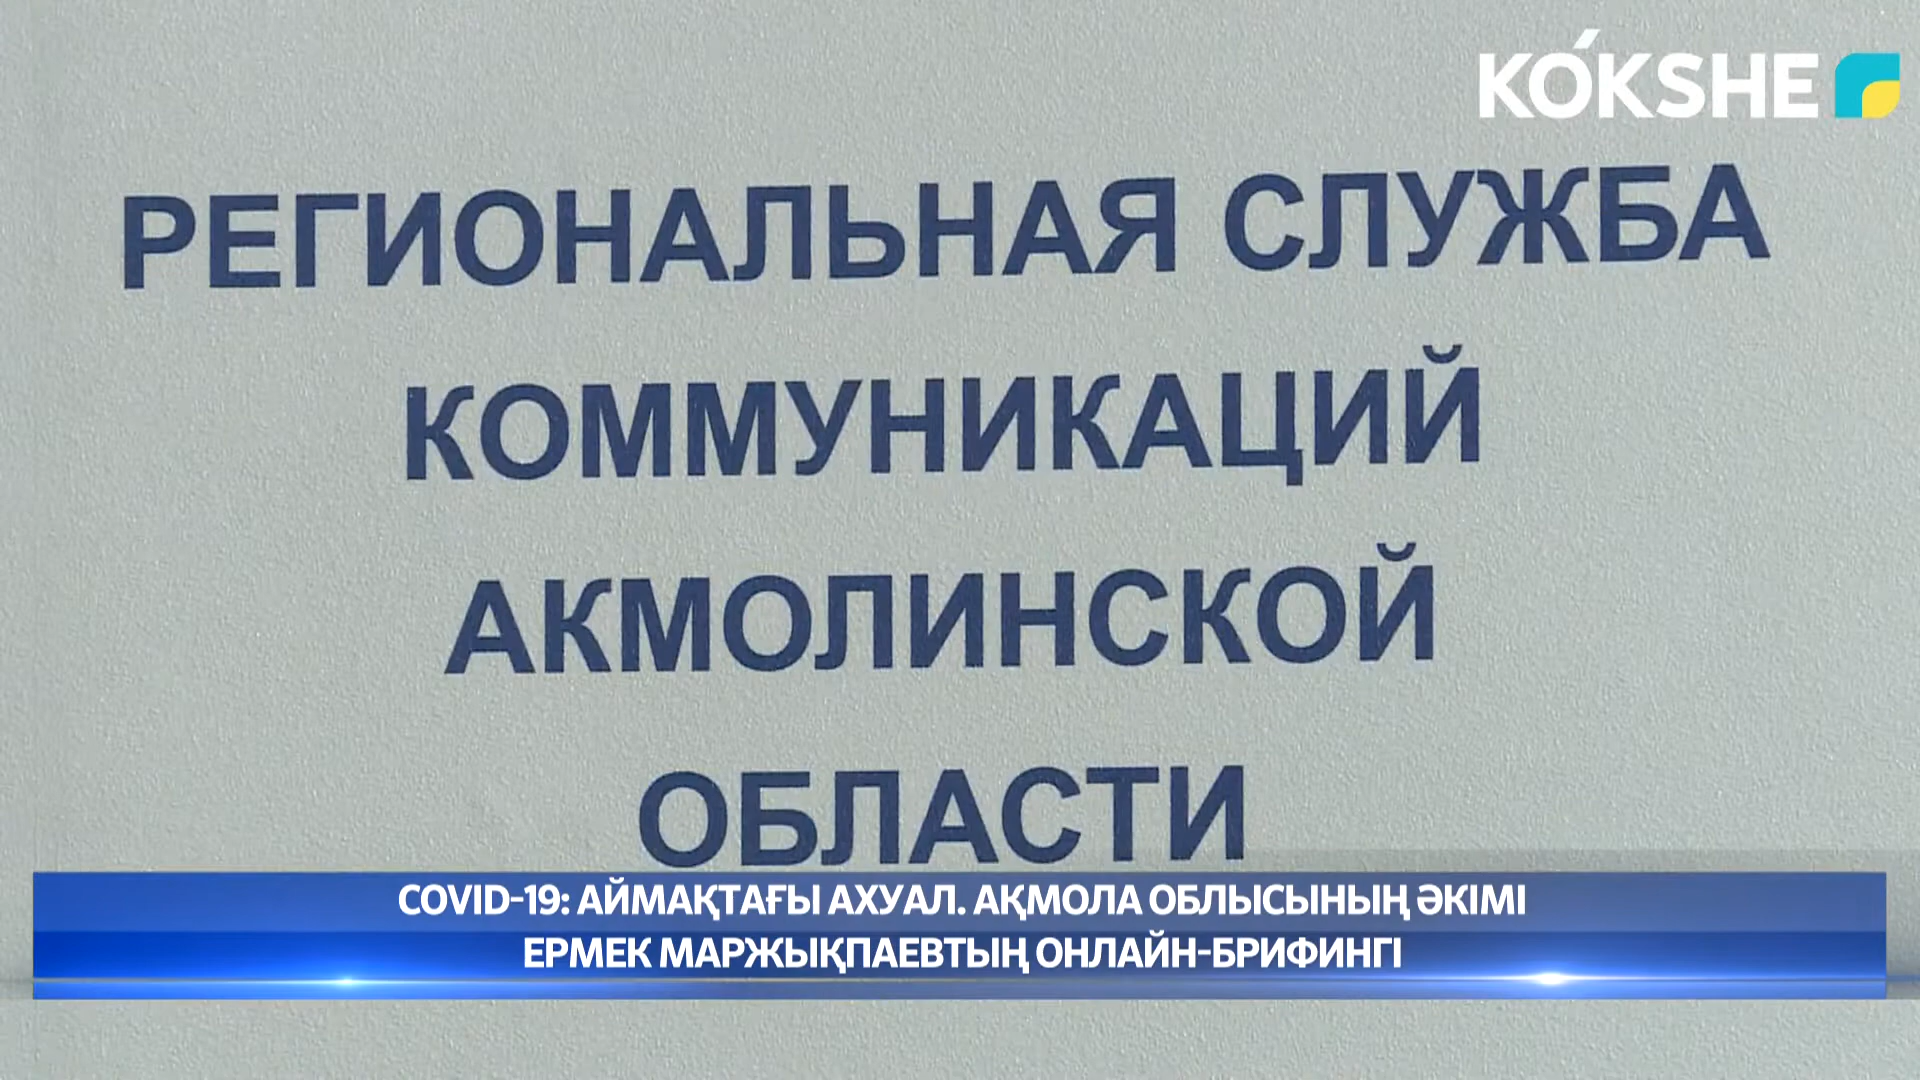 KÓKSHE
РЕГИОНАЛЬНАЯ СЛУЖБА
КОММУНИКАЦИЙ
АКМОЛИНСКОЙ
ОБЛАСТИ
COVID-19: АЙМАҚТАҒЫ АХУАЛ. АҚМОЛА ОБЛЫСЫНЫҢ ӘКІМІ
ЕРМЕК МАРЖЫҚПАЕВТЫҢ ОНЛАЙН-БРИФИНГІ